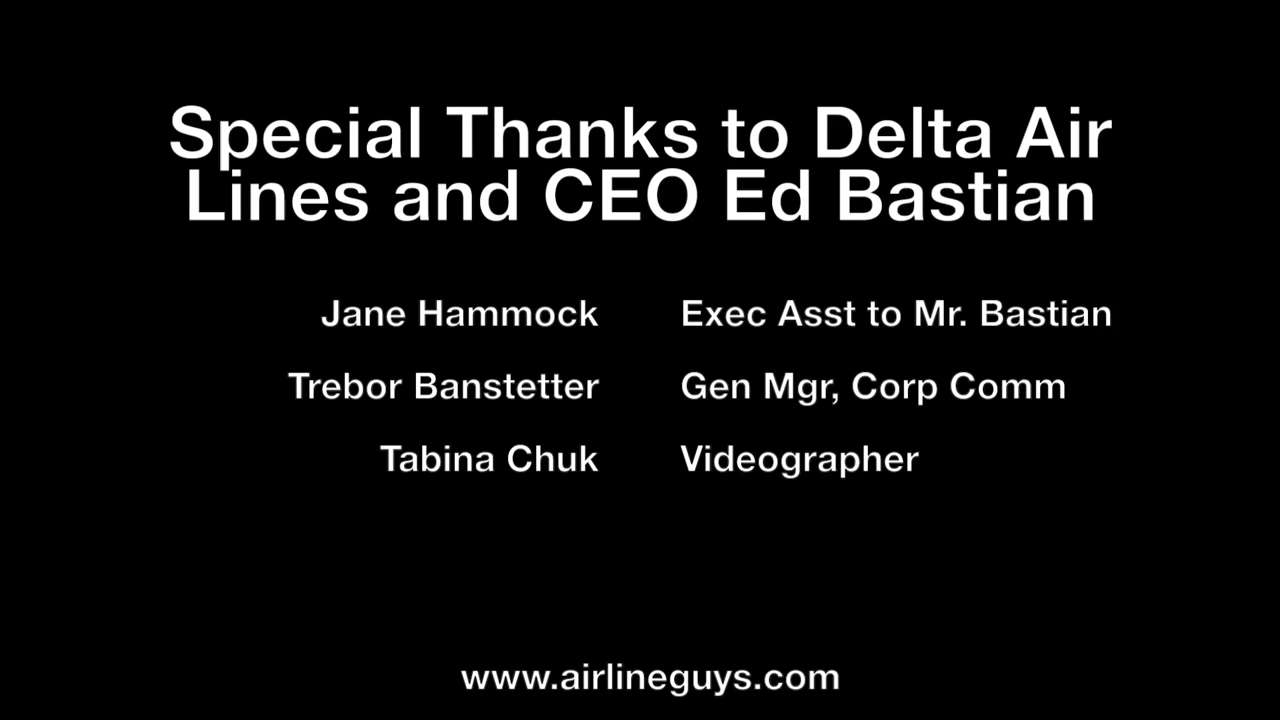 Special Thanks to Delta Air
Lines and CEO Ed Bastian
Jane Hammock Exec Asst to Mr. Bastian
Trebor Banstetter Gen Mgr, Corp Comm
Tabina Chuk Videographer
www.airlineguys.com